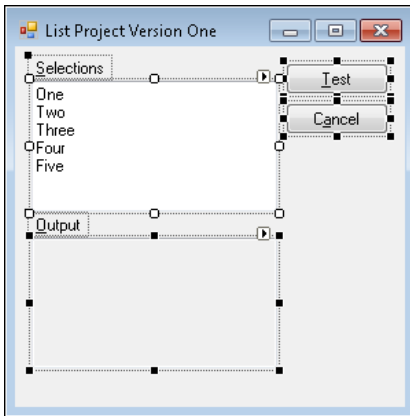 List Project Version One
Selections
One
Two
Three
Four
Five
Output
Test
Cancel